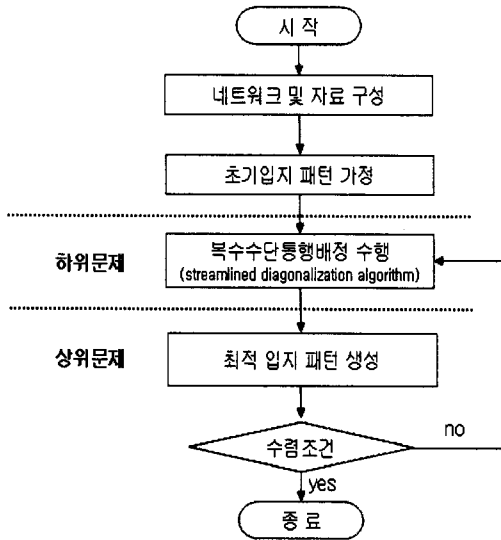 시 작
네트워크 및 자료 구성
초기입지 패턴 가정
하위문제
복수수단통행배정 수행
(streamlined diagonalization algorithm)
상위문제
최적 입지 패턴 생성
수렴조건
no
yes
종 료